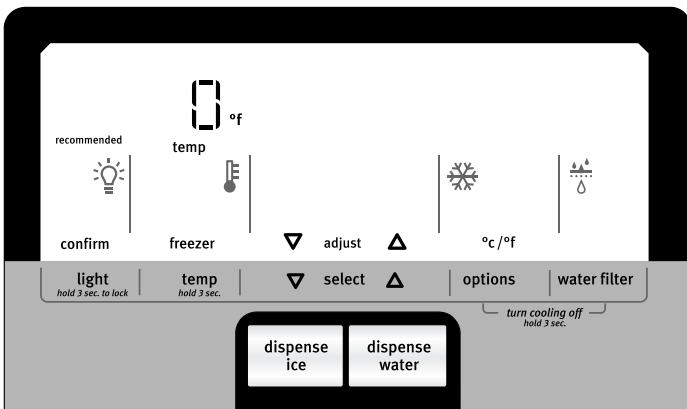 0 °f
recommended
temp
confirm freezer adjust °c/°f
light temp select options water filter
hold 3 sec. to lock hold 3 sec.
turn cooling off
hold 3 sec.
dispense dispense
ice water